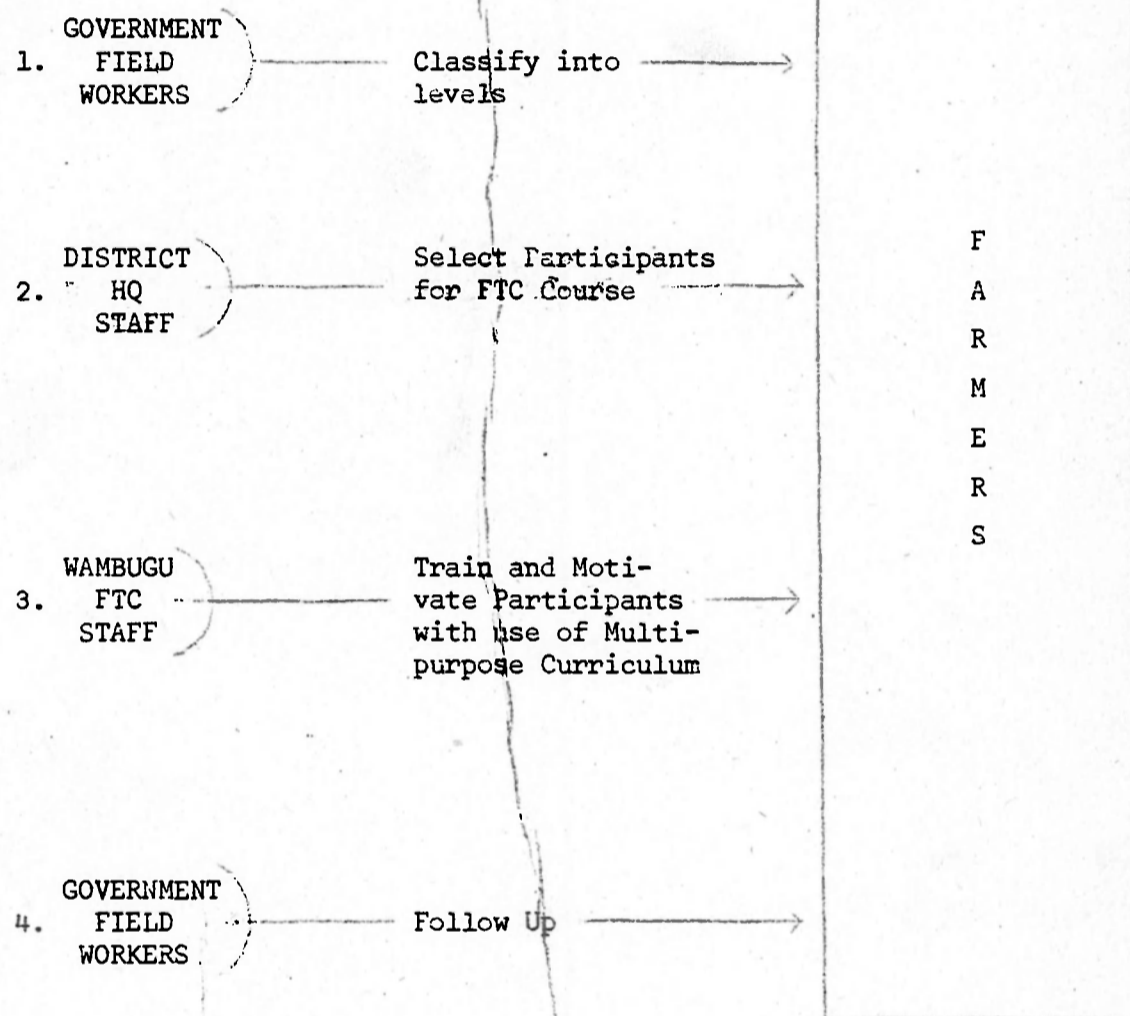 GOVERNMENT
1. FIELD
WORKERS
Classify into
levels
DISTRICT
2. HQ
STAFF
Select Participants
for FTC Course
WAMBUGU
3. FTC
STAFF
Train and Moti-
vate Participants
with use of Multi-
purpose Curriculum
GOVERNMENT
4. FIELD
WORKERS
Follow Up
F
A
R
M
E
R
S